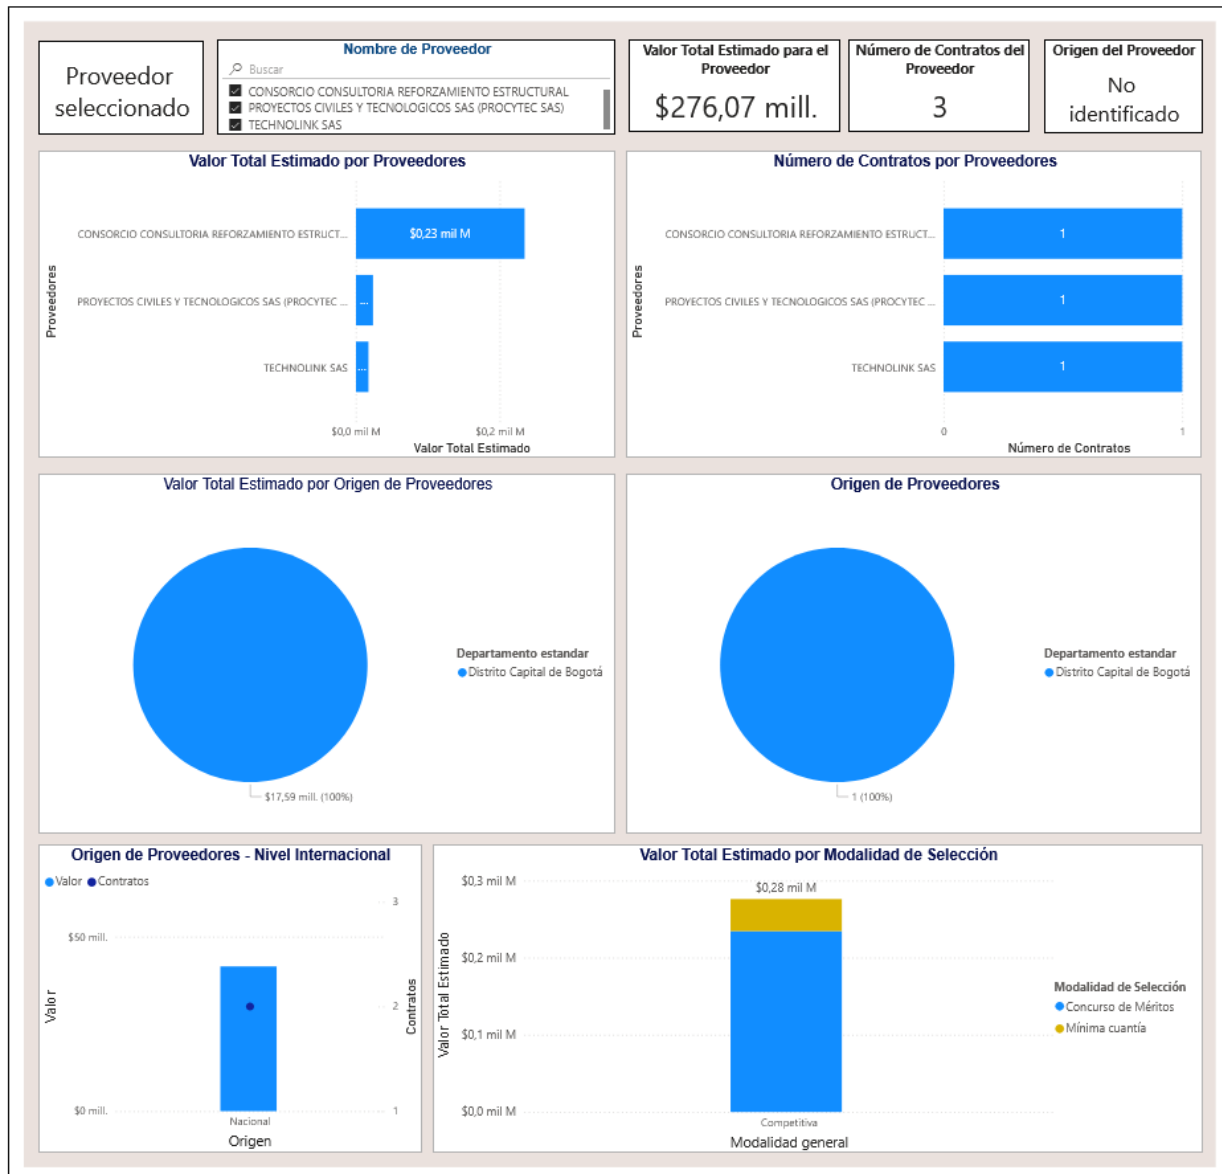 Proveedor
seleccionado
Nombre de Proveedor
Buscar
CONSORCIO CONSULTORIA REFORZAMIENTO ESTRUCTURAL
PROYECTOS CIVILES Y TECNOLOGICOS SAS (PROCYTEC SAS)
TECHNOLINK SAS
Valor Total Estimado para el
Proveedor
$276,07 mill.
Número de Contratos del
Proveedor
3
Origen del Proveedor
No
identificado
Valor Total Estimado por Proveedores
Proveedores
CONSORCIO CONSULTORIA REFORZAMIENTO ESTRUCT...
$0,23 mil M
PROYECTOS CIVILES Y TECNOLOGICOS SAS (PROCYTEC ...
...
TECHNOLINK SAS
...
$0,0 mil M
$0,2 mil M
Valor Total Estimado
Número de Contratos por Proveedores
Proveedores
CONSORCIO CONSULTORIA REFORZAMIENTO ESTRUCT...
1
PROYECTOS CIVILES Y TECNOLOGICOS SAS (PROCYTEC ...
1
TECHNOLINK SAS
1
0
1
Número de Contratos
Valor Total Estimado por Origen de Proveedores
Departamento estandar
Distrito Capital de Bogotá
$17,59 mill. (100%)
Origen de Proveedores
Departamento estandar
Distrito Capital de Bogotá
1 (100%)
Origen de Proveedores - Nivel Internacional
Valor
Contratos
3
$50 mill.
Valor
2
Contratos
$0 mill.
1
Nacional
Origen
Valor Total Estimado por Modalidad de Selección
$0,3 mil M
$0,28 mil M
Valor Total Estimado
$0,2 mil M
$0,1 mil M
$0,0 mil M
Modalidad de Selección
Concurso de Méritos
Mínima cuantía
Competitiva
Modalidad general